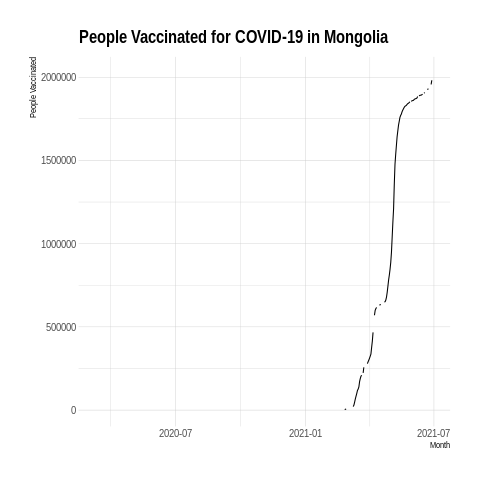 People Vaccinated for COVID-19 in Mongolia
People Vaccinated
2000000
1500000
1000000
500000
0
2020-07 2021-01 2021-07
Month